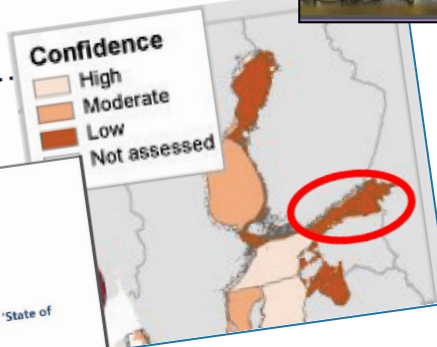 Confidence
High
Moderate
Low
Not assessed
'State of